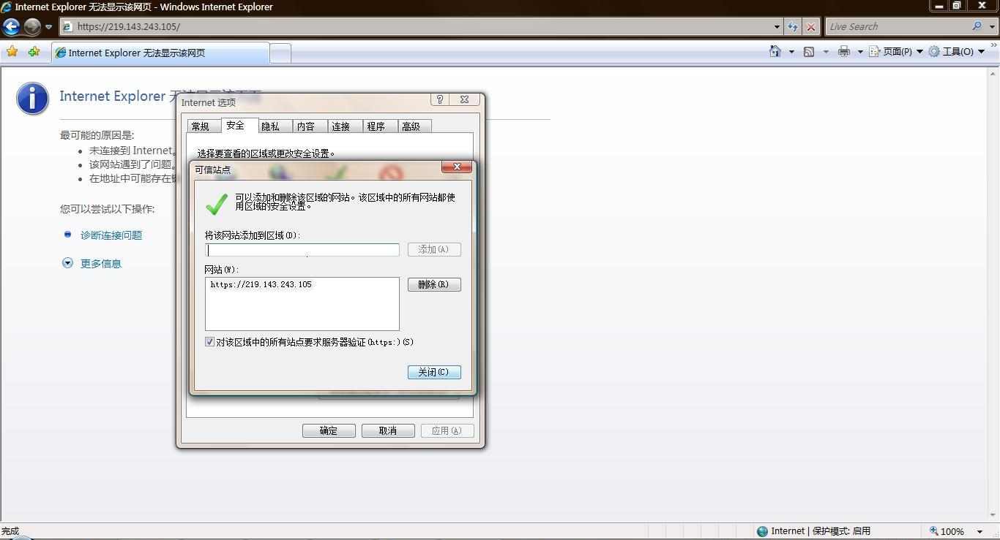 Internet Explorer 无法显示该网页 - Windows Internet Explorer
https://219.143.243.105/
Live Search
Internet Explorer 无法显示该网页
页面(P)
工具(O)
Internet Explorer
最可能的原因是:
未连接到 Internet。
该网站遇到了问题。
在地址中可能存在
您可以尝试以下操作:
诊断连接问题
更多信息
Internet 选项
常规 安全 隐私 内容 连接 程序 高级
选择要查看的区域或更改安全设置。
可信站点
可以添加和删除该区域的网站。该区域中的所有网站都使
用区域的安全设置。
将该网站添加到区域(D):
添加(A)
网站(W):
https://219.143.243.105
删除(R)
对该区域中的所有站点要求服务器验证(https:)(S)
关闭(C)
确定 取消 应用(A)
完成
Internet | 保护模式: 启用
100%